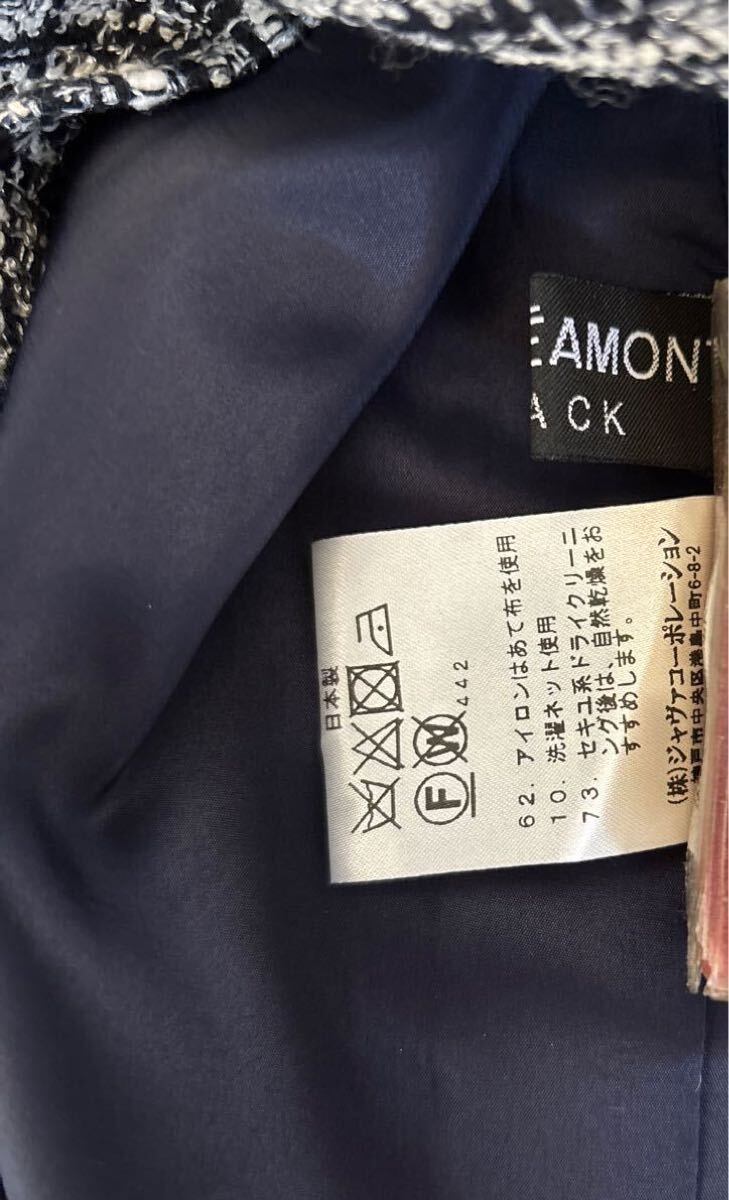 ÉAMONT
ACK
日本製
F W
442
62. アイロンはあて布を使用
10. 洗濯ネット使用
73. セキユ系ドライクリーニ
ング後は、自然乾燥をお
すすめします。
(株)ジャヴァコーポレーション
神戸市中央区港島中町6-8-2